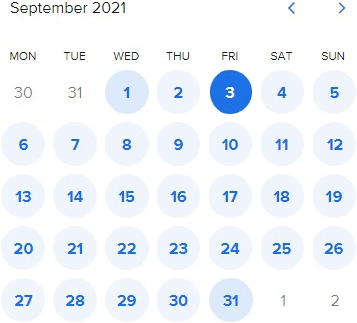 September 2021
MON TUE WED THU FRI SAT SUN
30 31 1 2 3 4 5
6 7 8 9 10 11 12
13 14 15 16 17 18 19
20 21 22 23 24 25 26
27 28 29 30 31 1 2